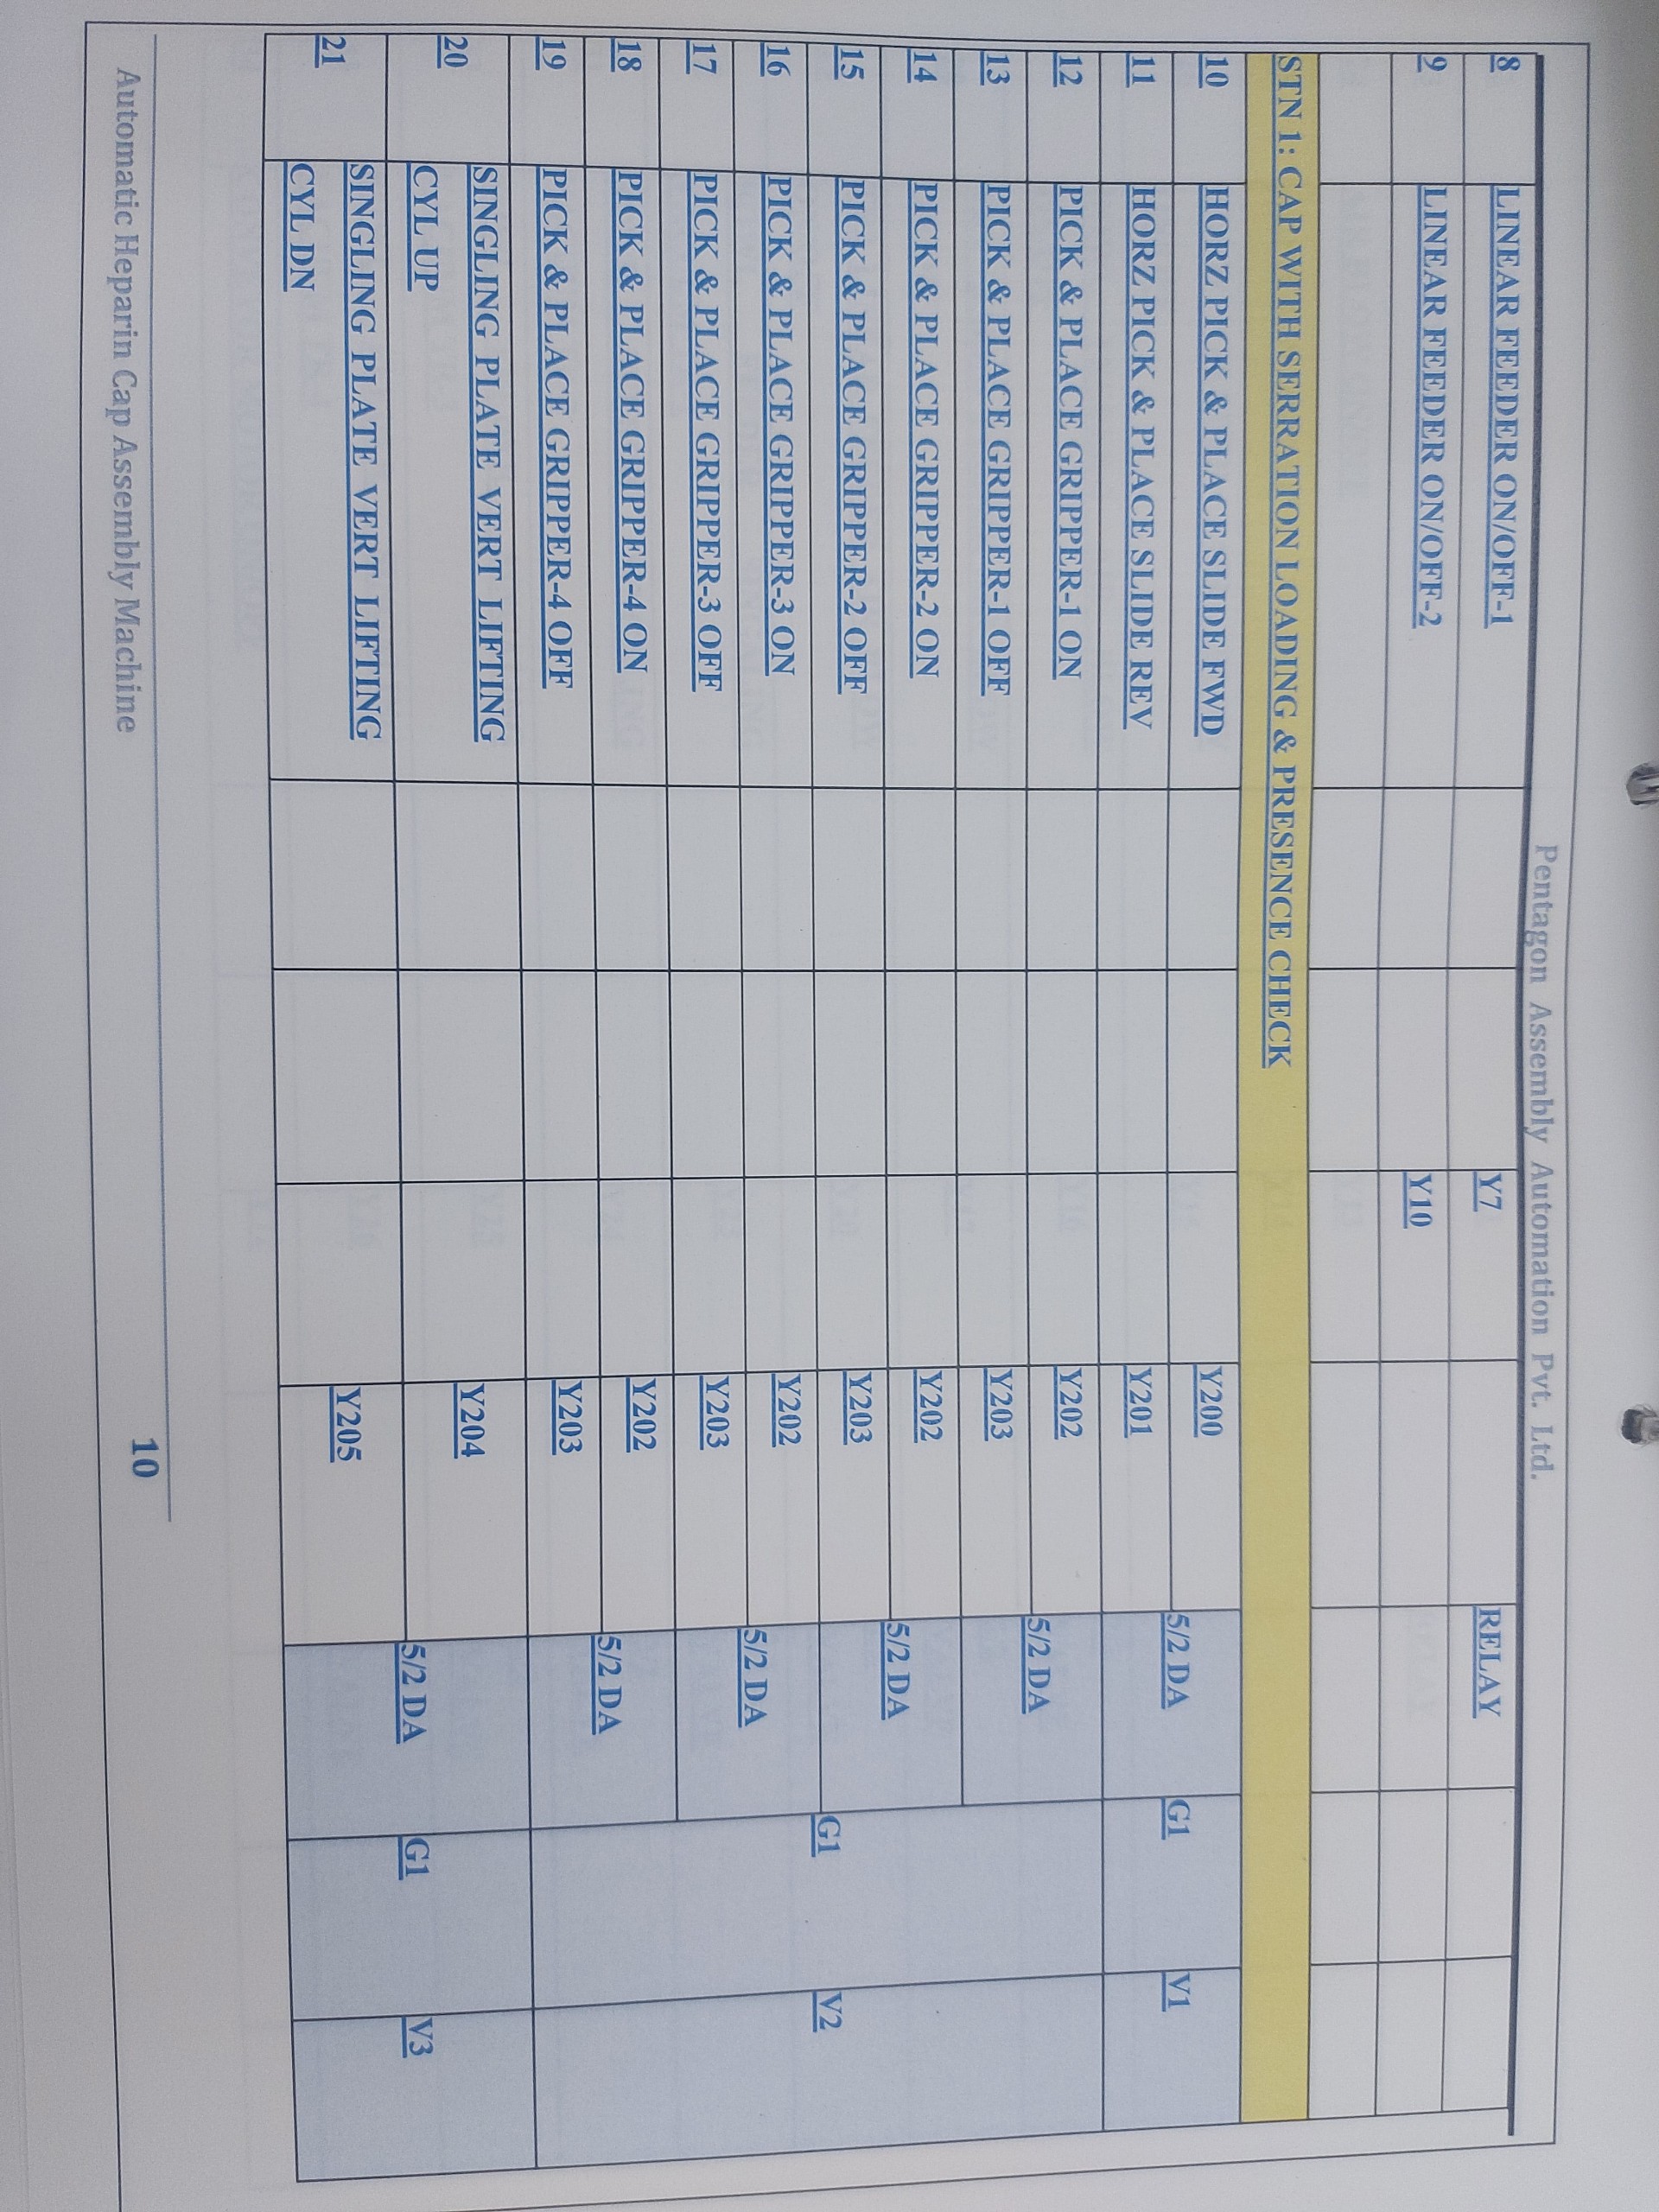 Pentagon Assembly Automation Pvt. Ltd.
8 LINEAR FEEDER ON/OFF-1 Y7 RELAY
9 LINEAR FEEDER ON/OFF-2 Y10
STN 1: CAP WITH SERRATION LOADING & PRESENCE CHECK
10 HORZ PICK & PLACE SLIDE FWD Y200
5/2 DA G1 V1
11 HORZ PICK & PLACE SLIDE REV Y201
12 PICK & PLACE GRIPPER-1 ON Y202
5/2 DA
13 PICK & PLACE GRIPPER-1 OFF Y203
14 PICK & PLACE GRIPPER-2 ON Y202
5/2 DA
15 PICK & PLACE GRIPPER-2 OFF Y203
G1 V2
16 PICK & PLACE GRIPPER-3 ON Y202
5/2 DA
17 PICK & PLACE GRIPPER-3 OFF Y203
18 PICK & PLACE GRIPPER-4 ON Y202
5/2 DA
19 PICK & PLACE GRIPPER-4 OFF Y203
20 SINGLING PLATE VERT LIFTING Y204
CYL UP
5/2 DA G1 V3
21 SINGLING PLATE VERT LIFTING Y205
CYL DN
10
Automatic Heparin Cap Assembly Machine